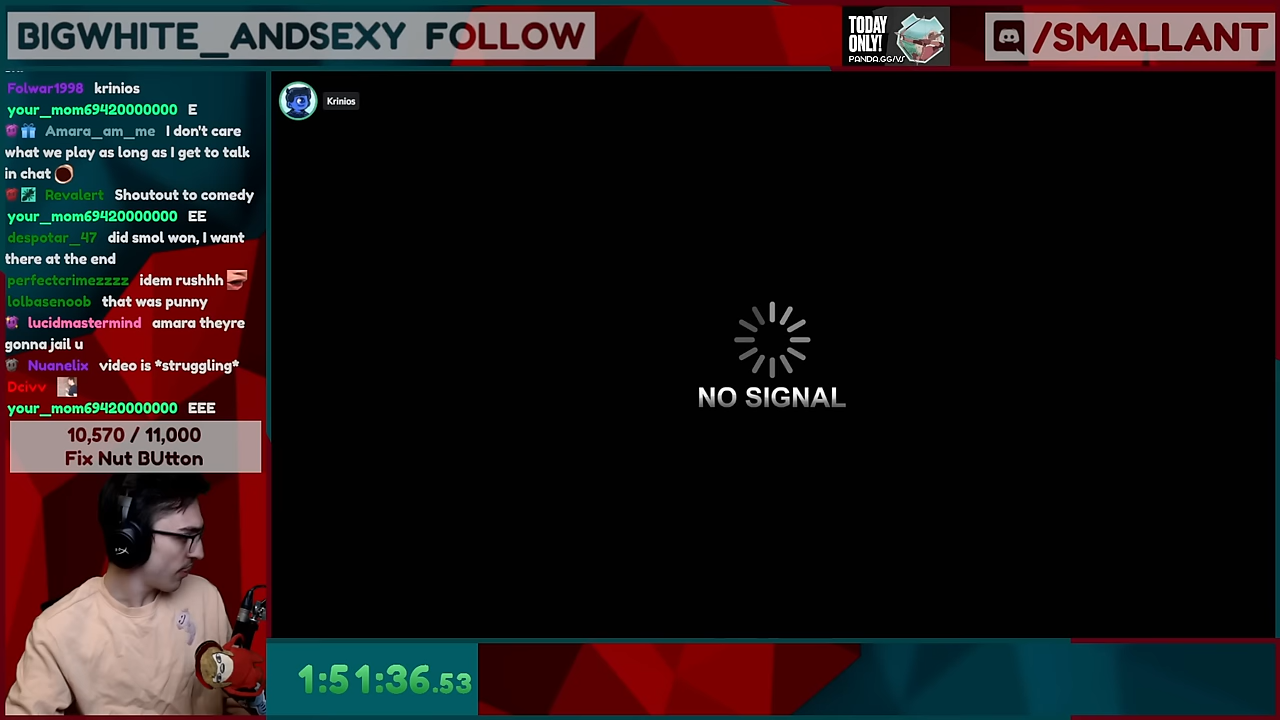 BIGWHITE_ANDSEXY FOLLOW
TODAY
ONLY!
PANDA.GG/VS
/SMALLANT
Folwar1998 krinios
your_mom69420000000 E
Amara_am_me I don't care
what we play as long as I get to talk
in chat
Revalert Shoutout to comedy
your_mom69420000000 EE
despotar_47 did smol won, I want
there at the end
perfectcrimezzzz idem rushhh
lolbasenoob that was punny
lucidmastermind amara theyre
gonna jail u
Nuanelix video is *struggling*
Dcivv
your_mom69420000000 EEE
10,570 / 11,000
Fix Nut BUtton
Krinios
NO SIGNAL
1:51:36.53